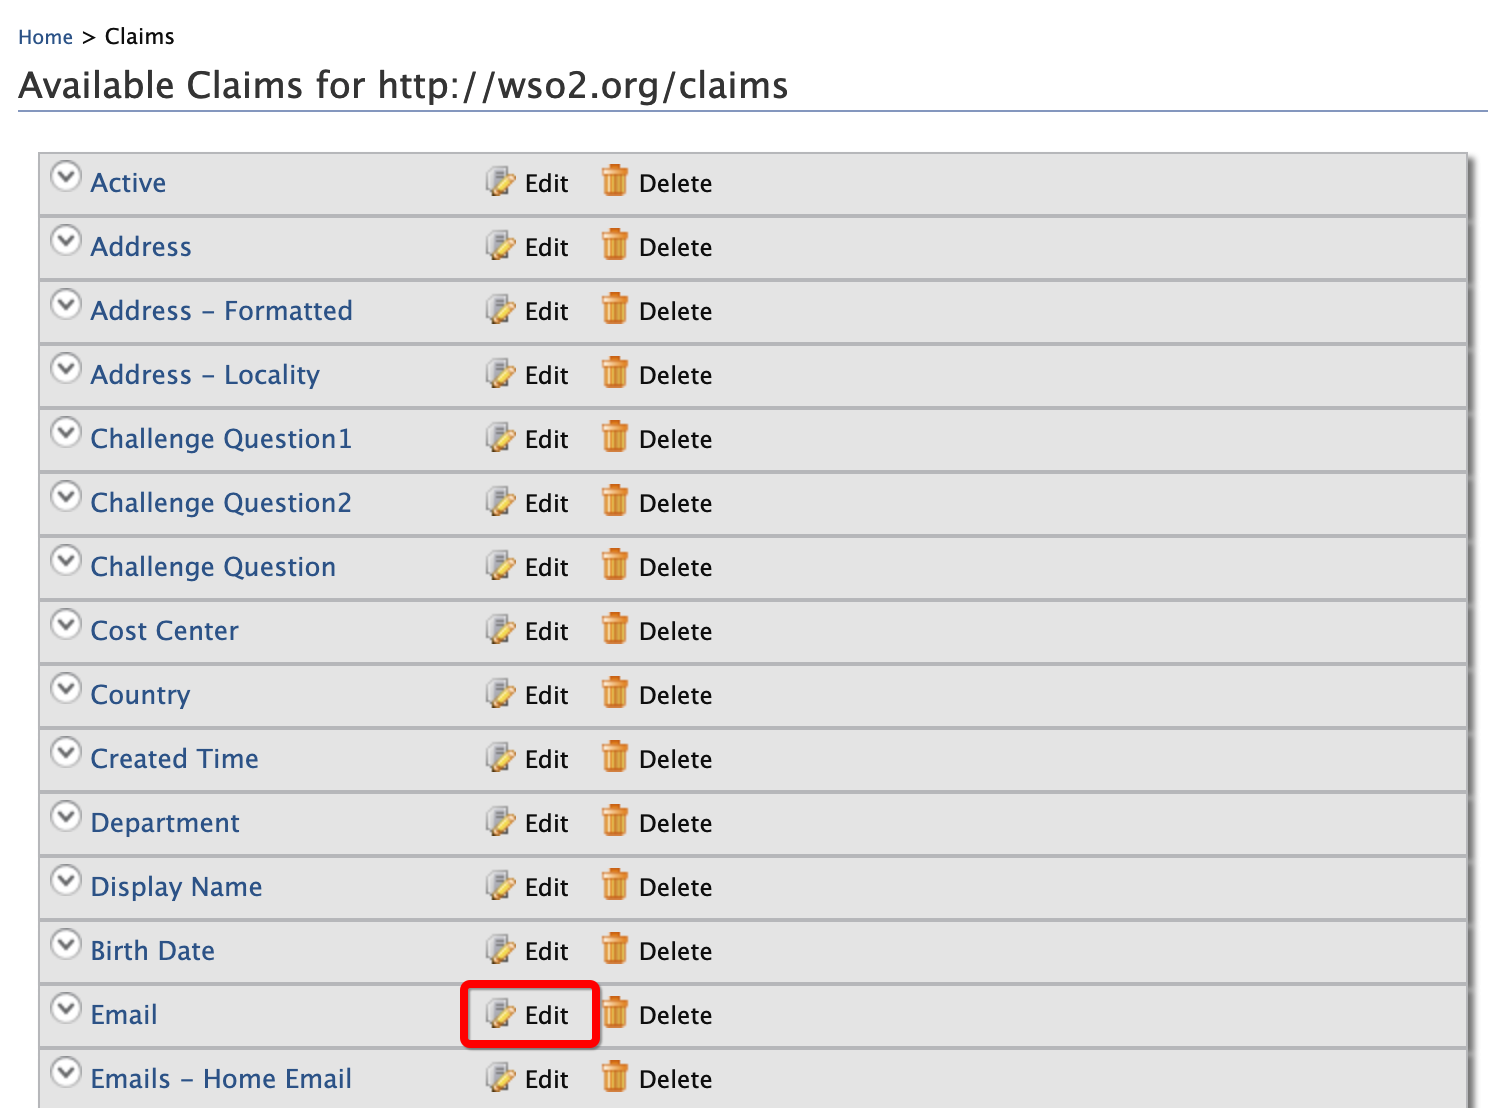 Home > Claims
Available Claims for http://wso2.org/claims
Active Edit Delete
Address Edit Delete
Address – Formatted Edit Delete
Address – Locality Edit Delete
Challenge Question1 Edit Delete
Challenge Question2 Edit Delete
Challenge Question Edit Delete
Cost Center Edit Delete
Country Edit Delete
Created Time Edit Delete
Department Edit Delete
Display Name Edit Delete
Birth Date Edit Delete
Email Edit Delete
Emails – Home Email Edit Delete